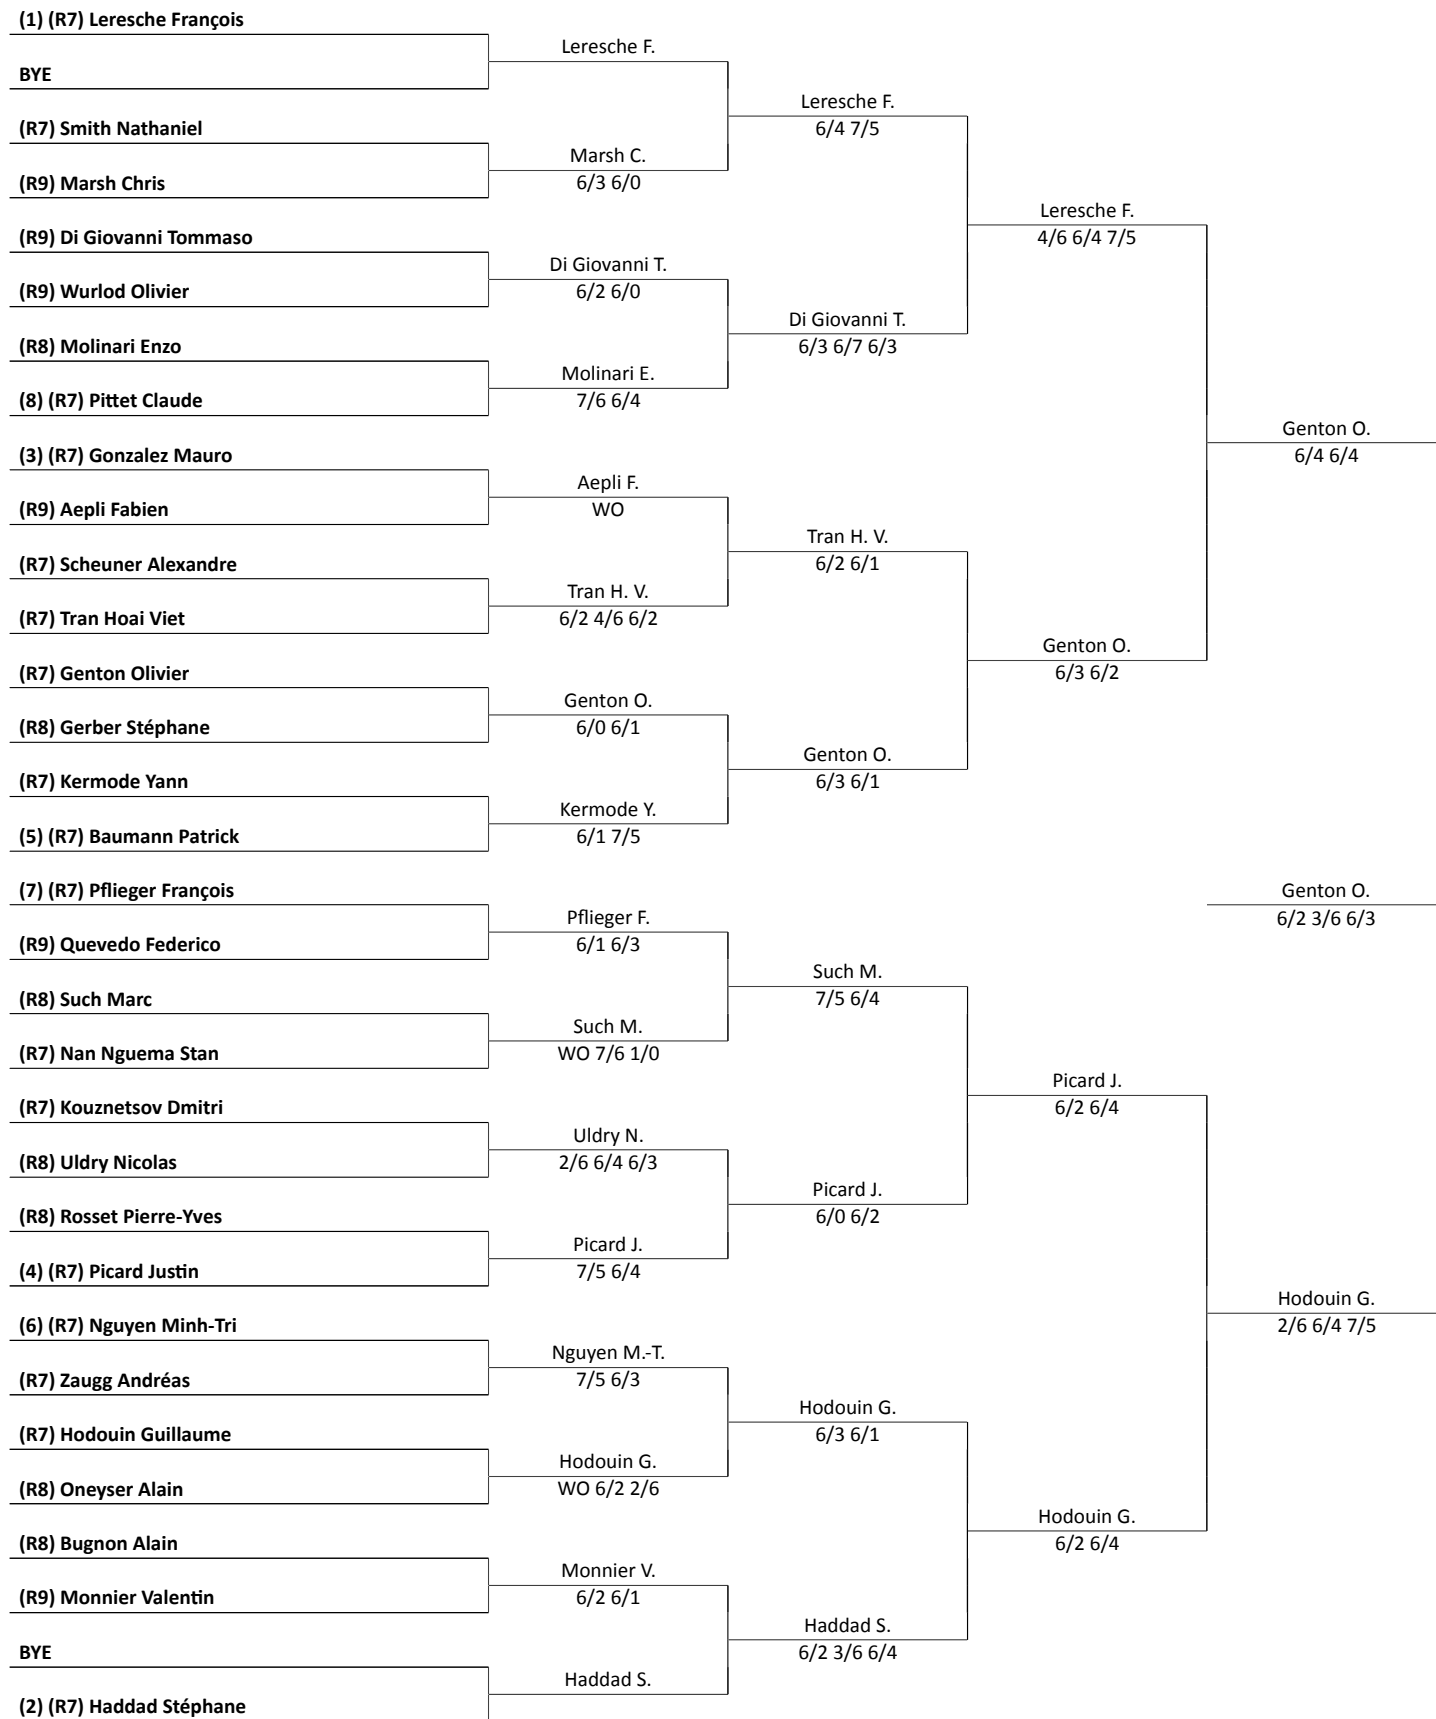 (1) (R7) Leresche François
BYE
(R7) Smith Nathaniel
(R9) Marsh Chris
(R9) Di Giovanni Tommaso
(R9) Wurlod Olivier
(R8) Molinari Enzo
(8) (R7) Pittet Claude
(3) (R7) Gonzalez Mauro
(R9) Aepli Fabien
(R7) Scheuner Alexandre
(R7) Tran Hoai Viet
(R7) Genton Olivier
(R8) Gerber Stéphane
(R7) Kermode Yann
(5) (R7) Baumann Patrick
(7) (R7) Pflieger François
(R9) Quevedo Federico
(R8) Such Marc
(R7) Nan Nguema Stan
(R7) Kouznetsov Dmitri
(R8) Uldry Nicolas
(R8) Rosset Pierre-Yves
(4) (R7) Picard Justin
(6) (R7) Nguyen Minh-Tri
(R7) Zaugg Andréas
(R7) Hodouin Guillaume
(R8) Oneyser Alain
(R8) Bugnon Alain
(R9) Monnier Valentin
BYE
(2) (R7) Haddad Stéphane
Leresche F.
Marsh C.
6/3 6/0
Di Giovanni T.
6/2 6/0
Molinari E.
7/6 6/4
Aepli F.
WO
Tran H. V.
6/2 4/6 6/2
Genton O.
6/0 6/1
Kermode Y.
6/1 7/5
Pflieger F.
6/1 6/3
Such M.
WO 7/6 1/0
Uldry N.
2/6 6/4 6/3
Picard J.
7/5 6/4
Nguyen M.-T.
7/5 6/3
Hodouin G.
WO 6/2 2/6
Monnier V.
6/2 6/1
Haddad S.
Leresche F.
6/4 7/5
Di Giovanni T.
6/3 6/7 6/3
Tran H. V.
6/2 6/1
Genton O.
6/3 6/1
Such M.
7/5 6/4
Picard J.
6/0 6/2
Hodouin G.
6/3 6/1
Haddad S.
6/2 3/6 6/4
Leresche F.
4/6 6/4 7/5
Genton O.
6/3 6/2
Picard J.
6/2 6/4
Hodouin G.
6/2 6/4
Genton O.
6/4 6/4
Genton O.
6/2 3/6 6/3
Hodouin G.
2/6 6/4 7/5